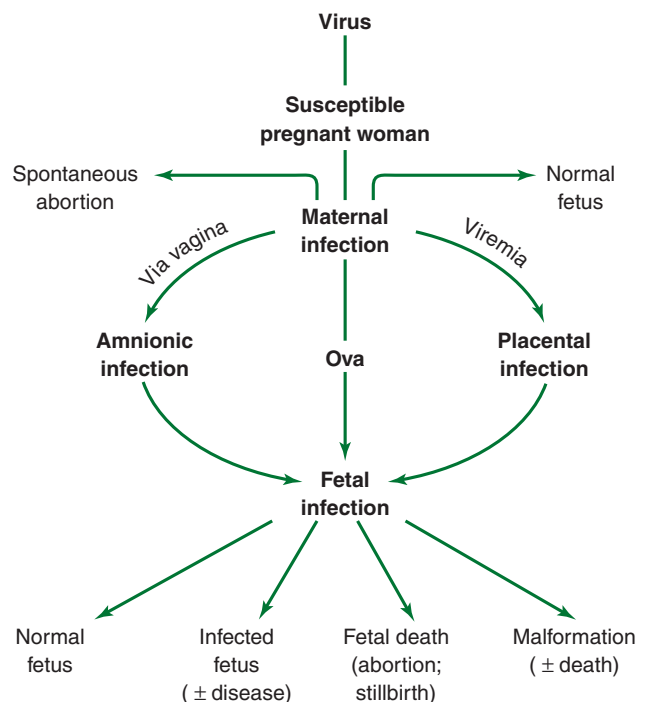 Virus
Susceptible
pregnant woman
Spontaneous
abortion
Normal
fetus
Maternal
infection
Via vagina
Viremia
Amnionic
infection
Ova
Placental
infection
Fetal
infection
Normal
fetus
Infected
fetus
( ± disease)
Fetal death
(abortion;
stillbirth)
Malformation
( ± death)